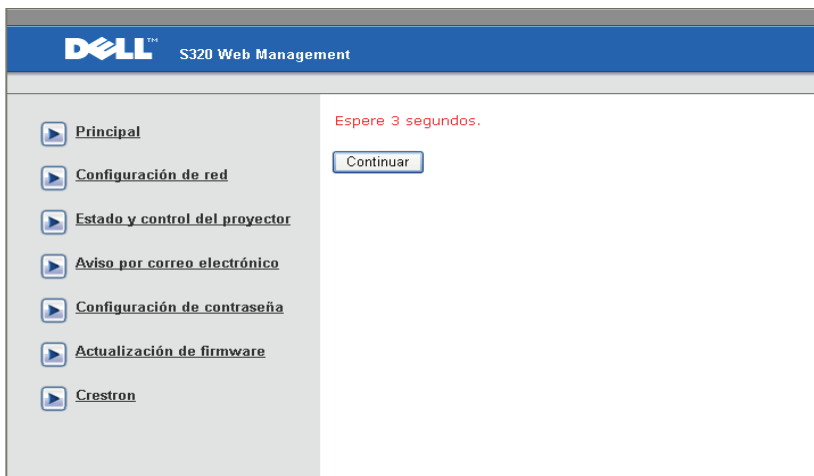 DELL™ S320 Web Management
Espere 3 segundos.
Continuar
Principal
Configuración de red
Estado y control del proyector
Aviso por correo electrónico
Configuración de contraseña
Actualización de firmware
Crestron